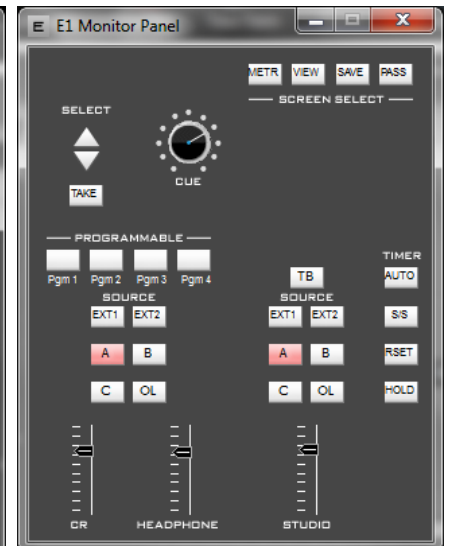 E E1 Monitor Panel
METR VIEW SAVE PASS
SCREEN SELECT
SELECT
CUE
TAKE
PROGRAMMABLE
Pgm 1 Pgm 2 Pgm 3 Pgm 4
TIMER
TB
AUTO
SOURCE
SOURCE
EXT1 EXT2
EXT1 EXT2
S/S
A B
A B
RSET
C OL
C OL
HOLD
CR
HEADPHONE
STUDIO